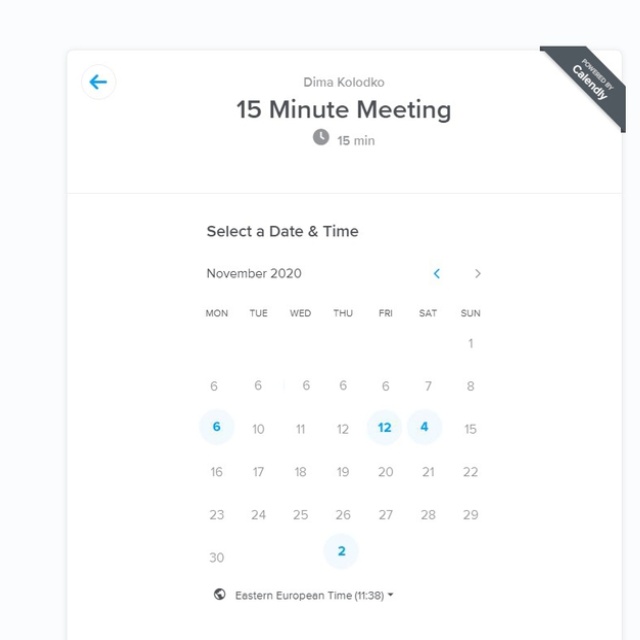 Dima Kolodko
15 Minute Meeting
15 min
POWERED BY
Calendly
Select a Date & Time
November 2020
MON TUE WED THU FRI SAT SUN
1
6 6 6 6 6 7 8
6 10 11 12 12 4 15
16 17 18 19 20 21 22
23 24 25 26 27 28 29
30 2
Eastern European Time (11:38)